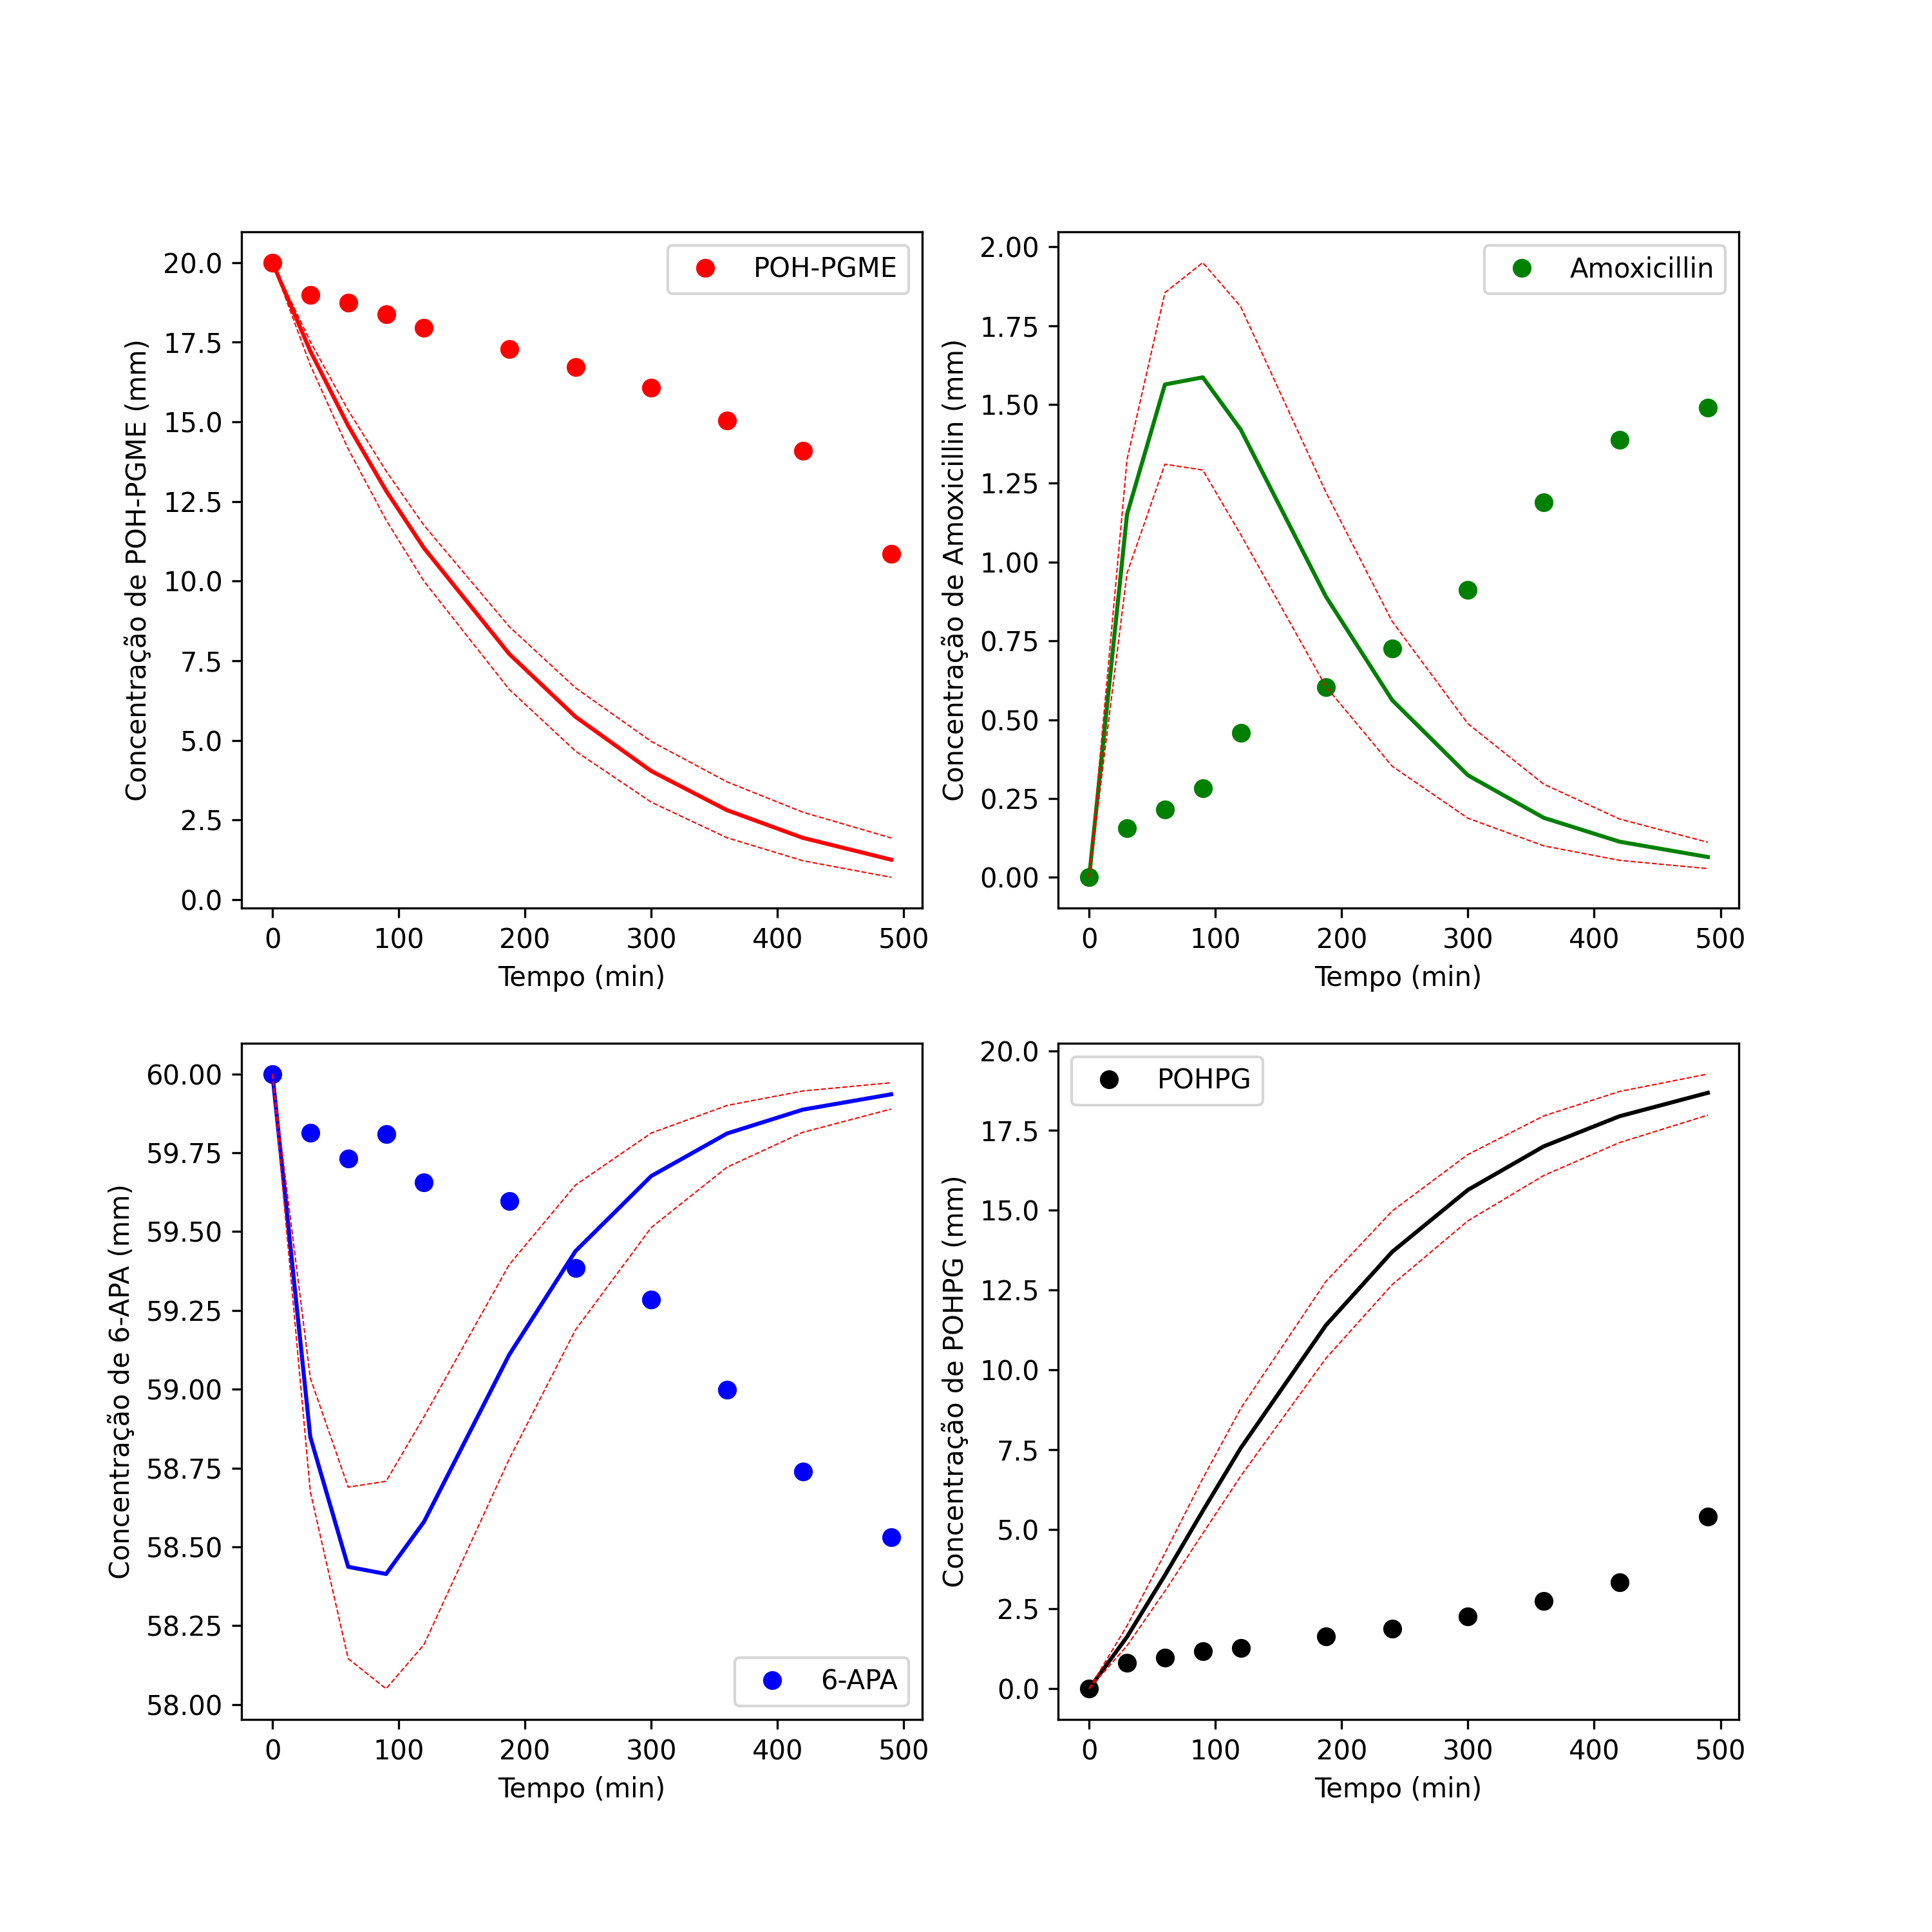 POH-PGME
Concentração de POH-PGME (mm)
20.0
17.5
15.0
12.5
10.0
7.5
5.0
2.5
0.0
0 100 200 300 400 500
Tempo (min)
Amoxicillin
Concentração de Amoxicillin (mm)
2.00
1.75
1.50
1.25
1.00
0.75
0.50
0.25
0.00
0 100 200 300 400 500
Tempo (min)
6-APA
Concentração de 6-APA (mm)
60.00
59.75
59.50
59.25
59.00
58.75
58.50
58.25
58.00
0 100 200 300 400 500
Tempo (min)
POHPG
Concentração de POHPG (mm)
20.0
17.5
15.0
12.5
10.0
7.5
5.0
2.5
0.0
0 100 200 300 400 500
Tempo (min)